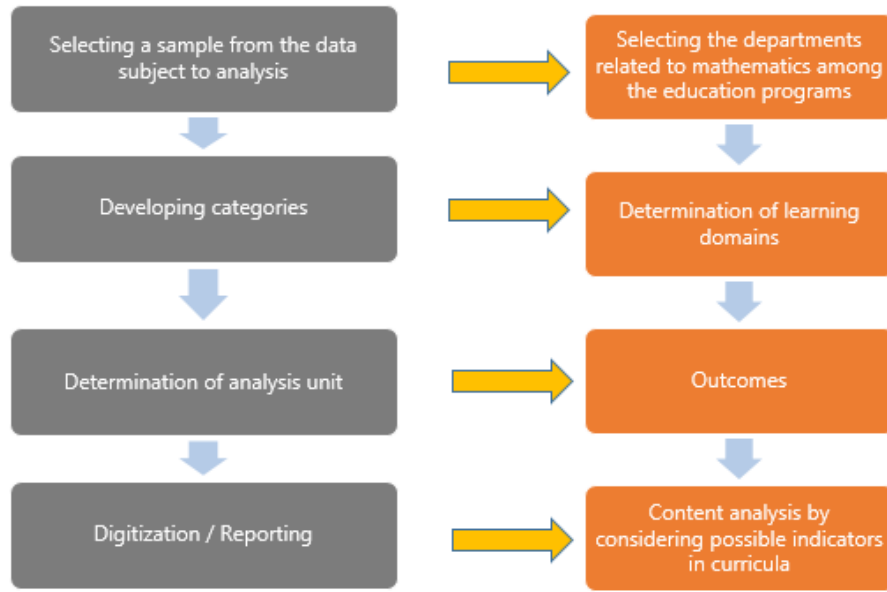 Selecting a sample from the data
subject to analysis
Selecting the departments
related to mathematics among
the education programs
Developing categories
Determination of learning
domains
Determination of analysis unit
Outcomes
Digitization / Reporting
Content analysis by
considering possible indicators
in curricula